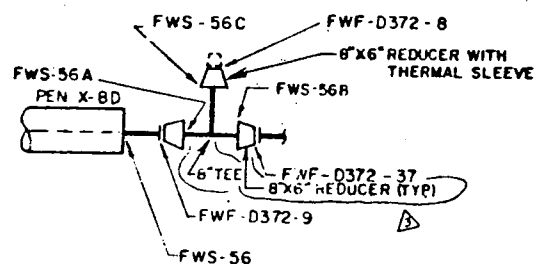 FWS-56C
FWF-D372-8
8"X6" REDUCER WITH
THERMAL SLEEVE
FWS-56A
FWS-56B
PEN X-8D
8" TEE
FWF-D372-37
8"X6" REDUCER (TYP)
FWF-D372-9
3
FWS-56